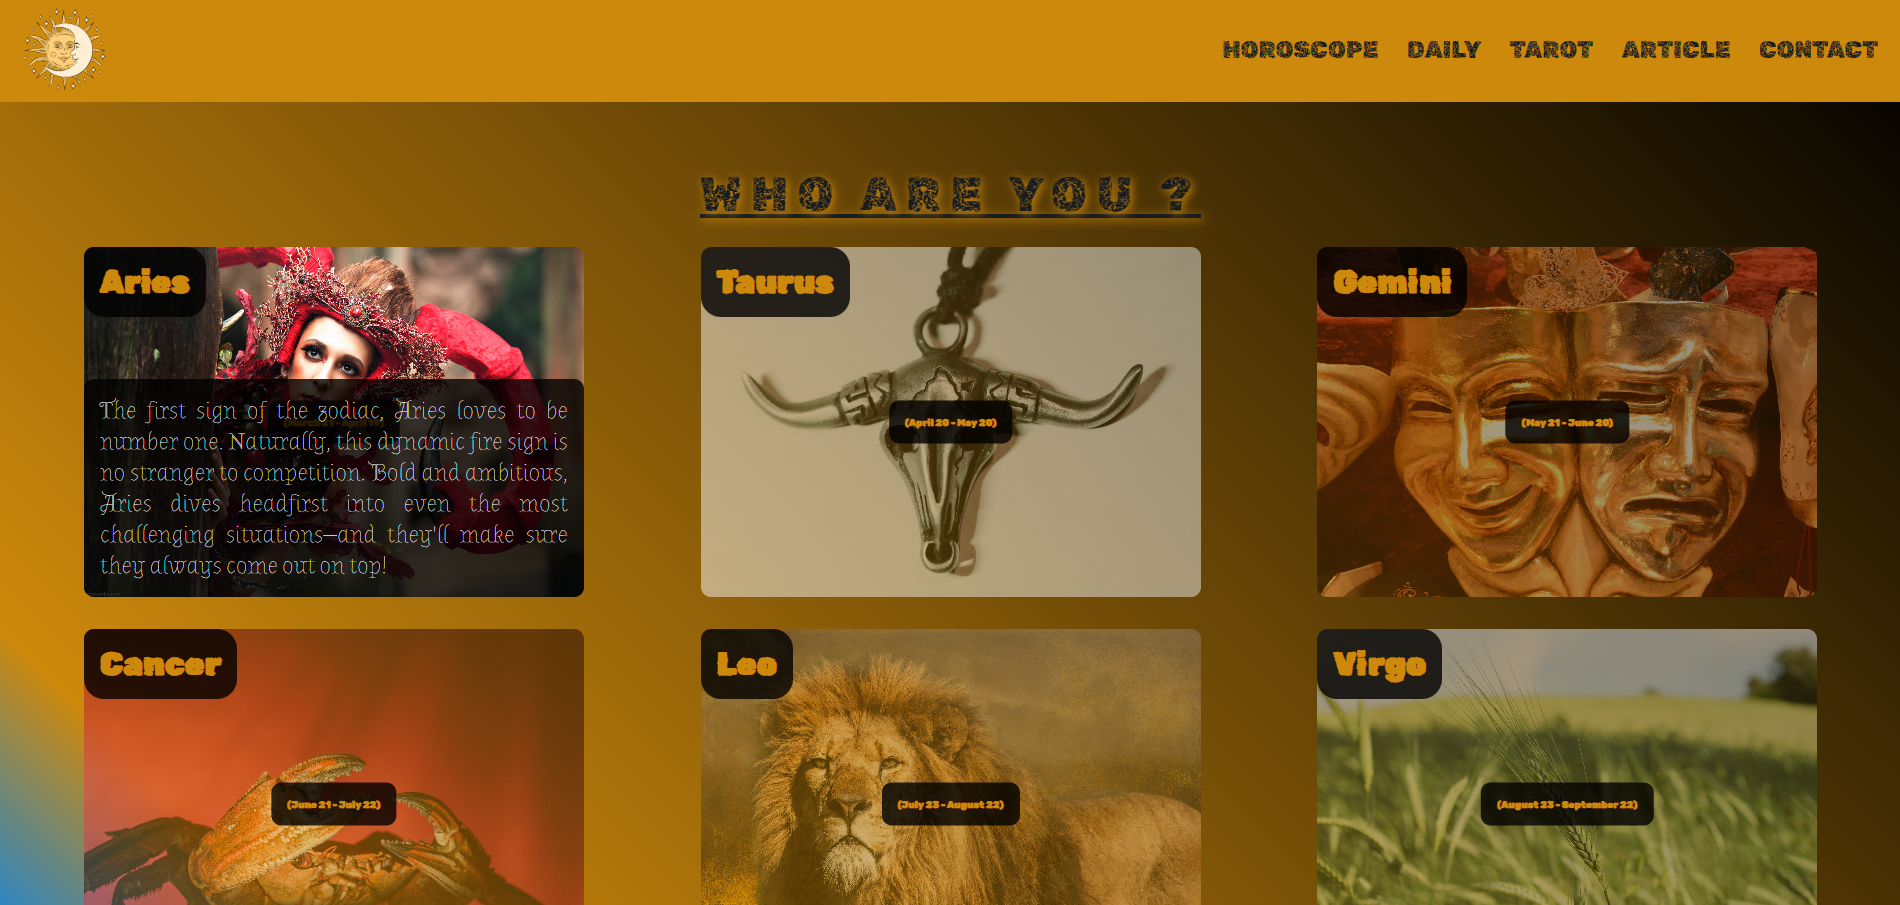 HOROSCOPE DAILY TAROT ARTICLE CONTACT
WHO ARE YOU ?
Aries
The first sign of the zodiac, Aries loves to be
number one. Naturally, this dynamic fire sign is
no stranger to competition. Bold and ambitious,
Aries dives headfirst into even the most
challenging situations—and they'll make sure
they always come out on top!
Taurus
(April 20 - May 20)
Gemini
(May 21 - June 20)
Cancer
(June 21 - July 22)
Leo
(July 23 - August 22)
Virgo
(August 23 - September 22)